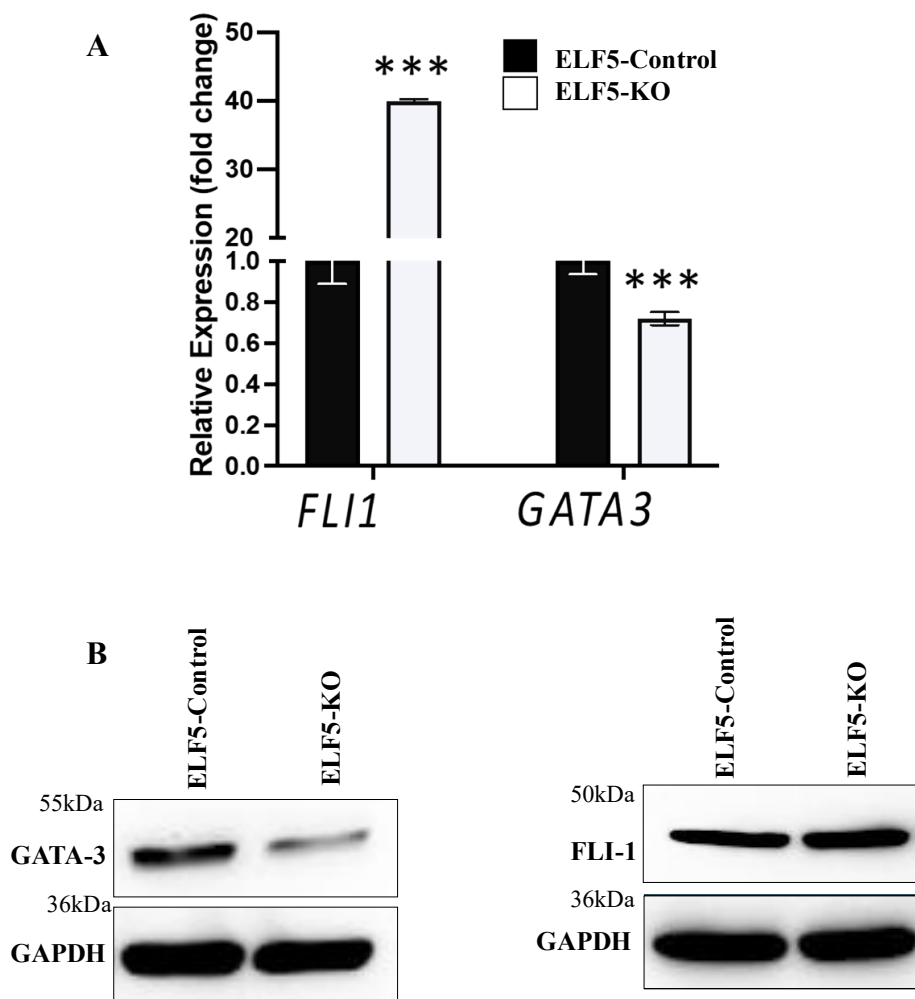 A
Relative Expression (fold change)
50
40
30
20
1.0
0.8
0.6
0.4
0.2
0.0
***
***
ELF5-Control
ELF5-KO
FLI1
GATA3
B
ELF5-Control
ELF5-KO
55kDa
GATA-3
36kDa
GAPDH
ELF5-Control
ELF5-KO
50kDa
FLI-1
36kDa
GAPDH